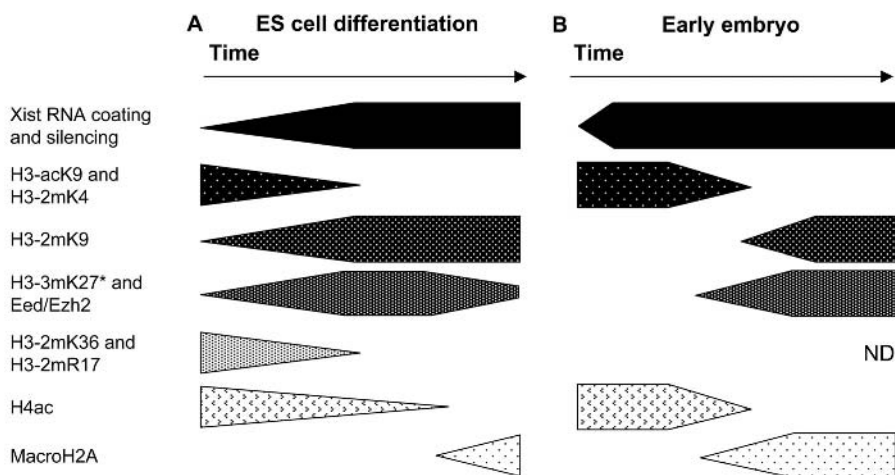 A ES cell differentiation B Early embryo
Time Time
Xist RNA coating
and silencing
H3-acK9 and
H3-2mK4
H3-2mK9
H3-3mK27* and
Eed/Ezh2
H3-2mK36 and
H3-2mR17
ND
H4ac
MacroH2A